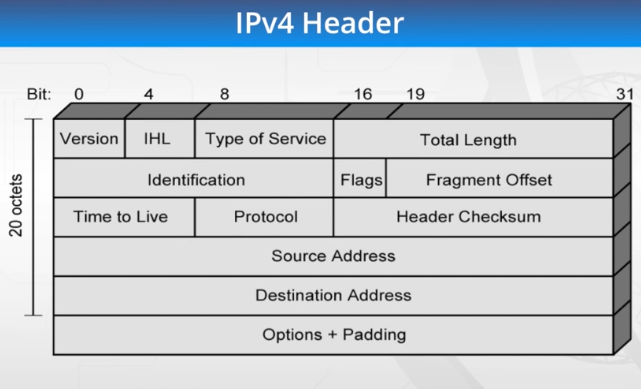 IPv4 Header
Bit: 0 4 8 16 19 31
Version IHL Type of Service Total Length
Identification Flags Fragment Offset
Time to Live Protocol Header Checksum
Source Address
Destination Address
Options + Padding
20 octets